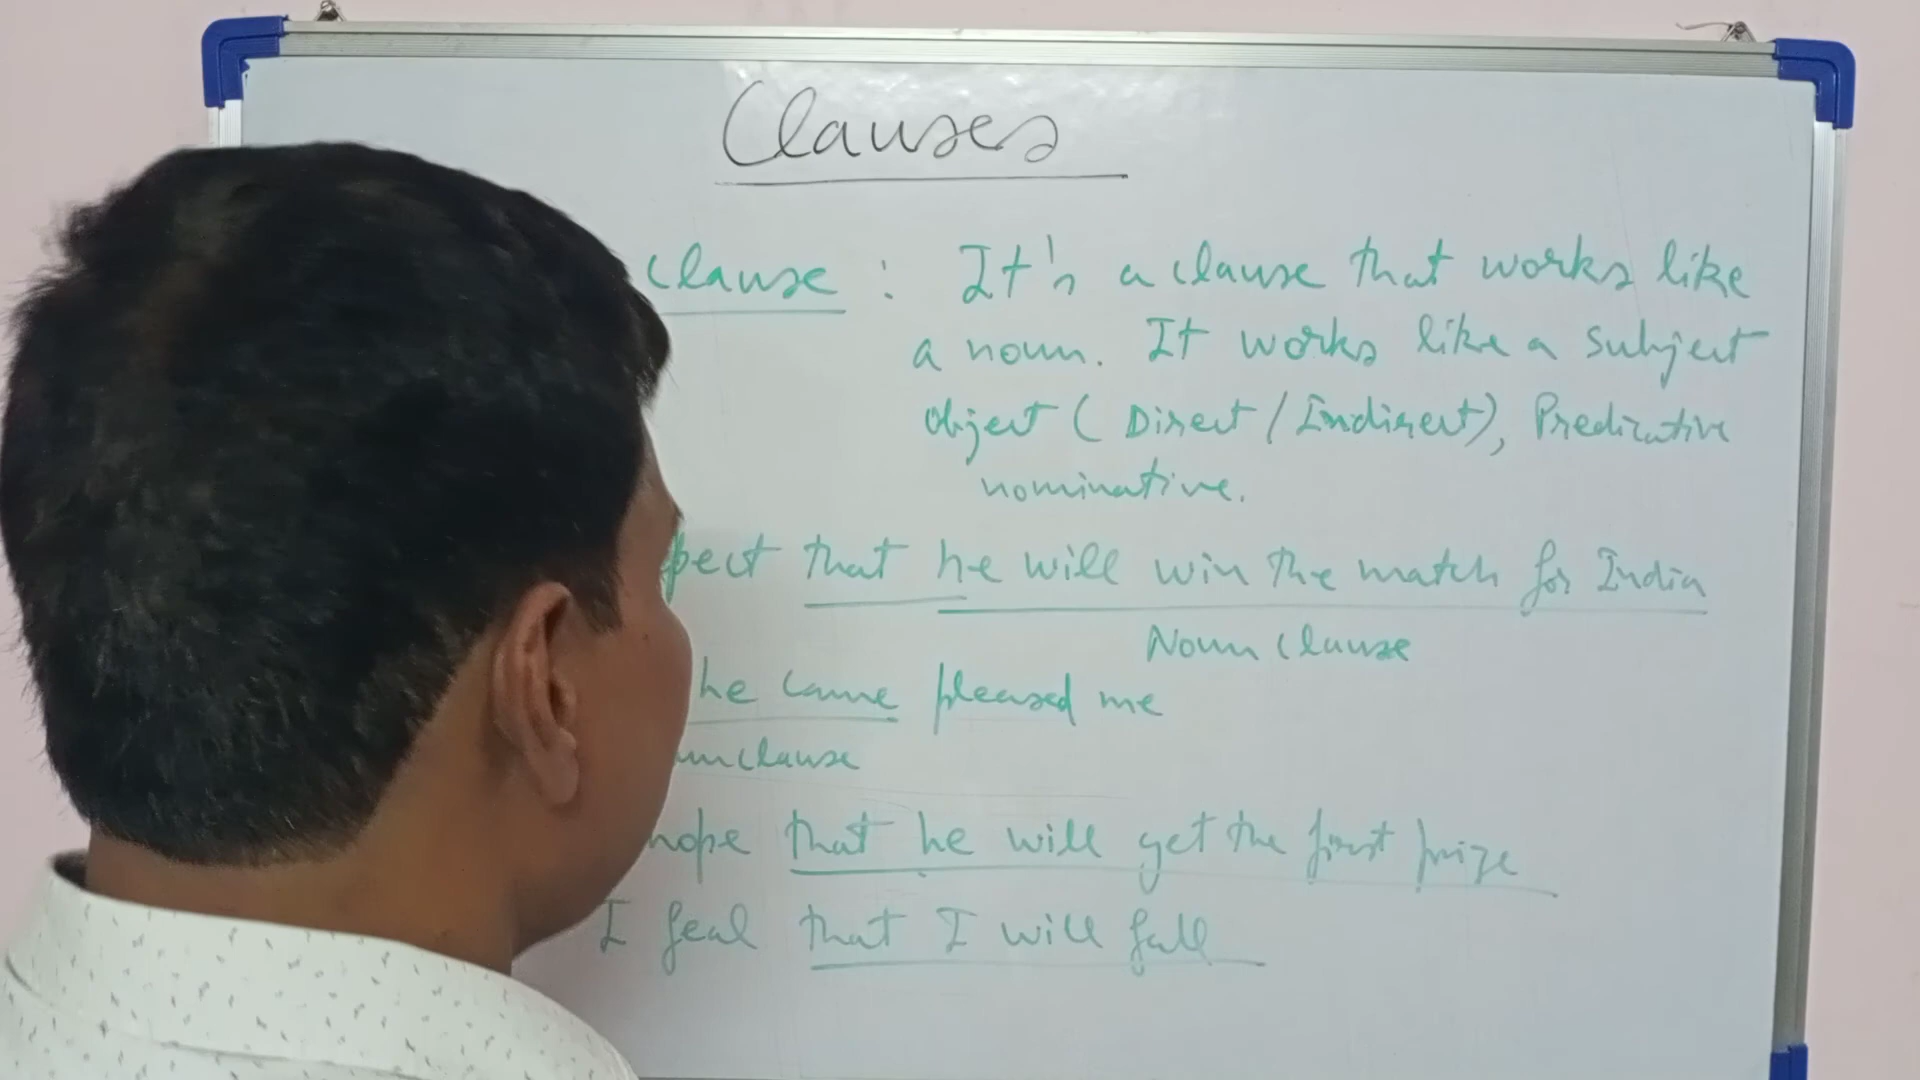 Clauses
clause : It's a clause that works like
a noun. It works like a subject
object (Direct / Indirect), Predicative
nominative.
pect that he will win the match for India
Noun clause
he came pleased me
un clause
hope that he will get the first prize
I feal that I will fall